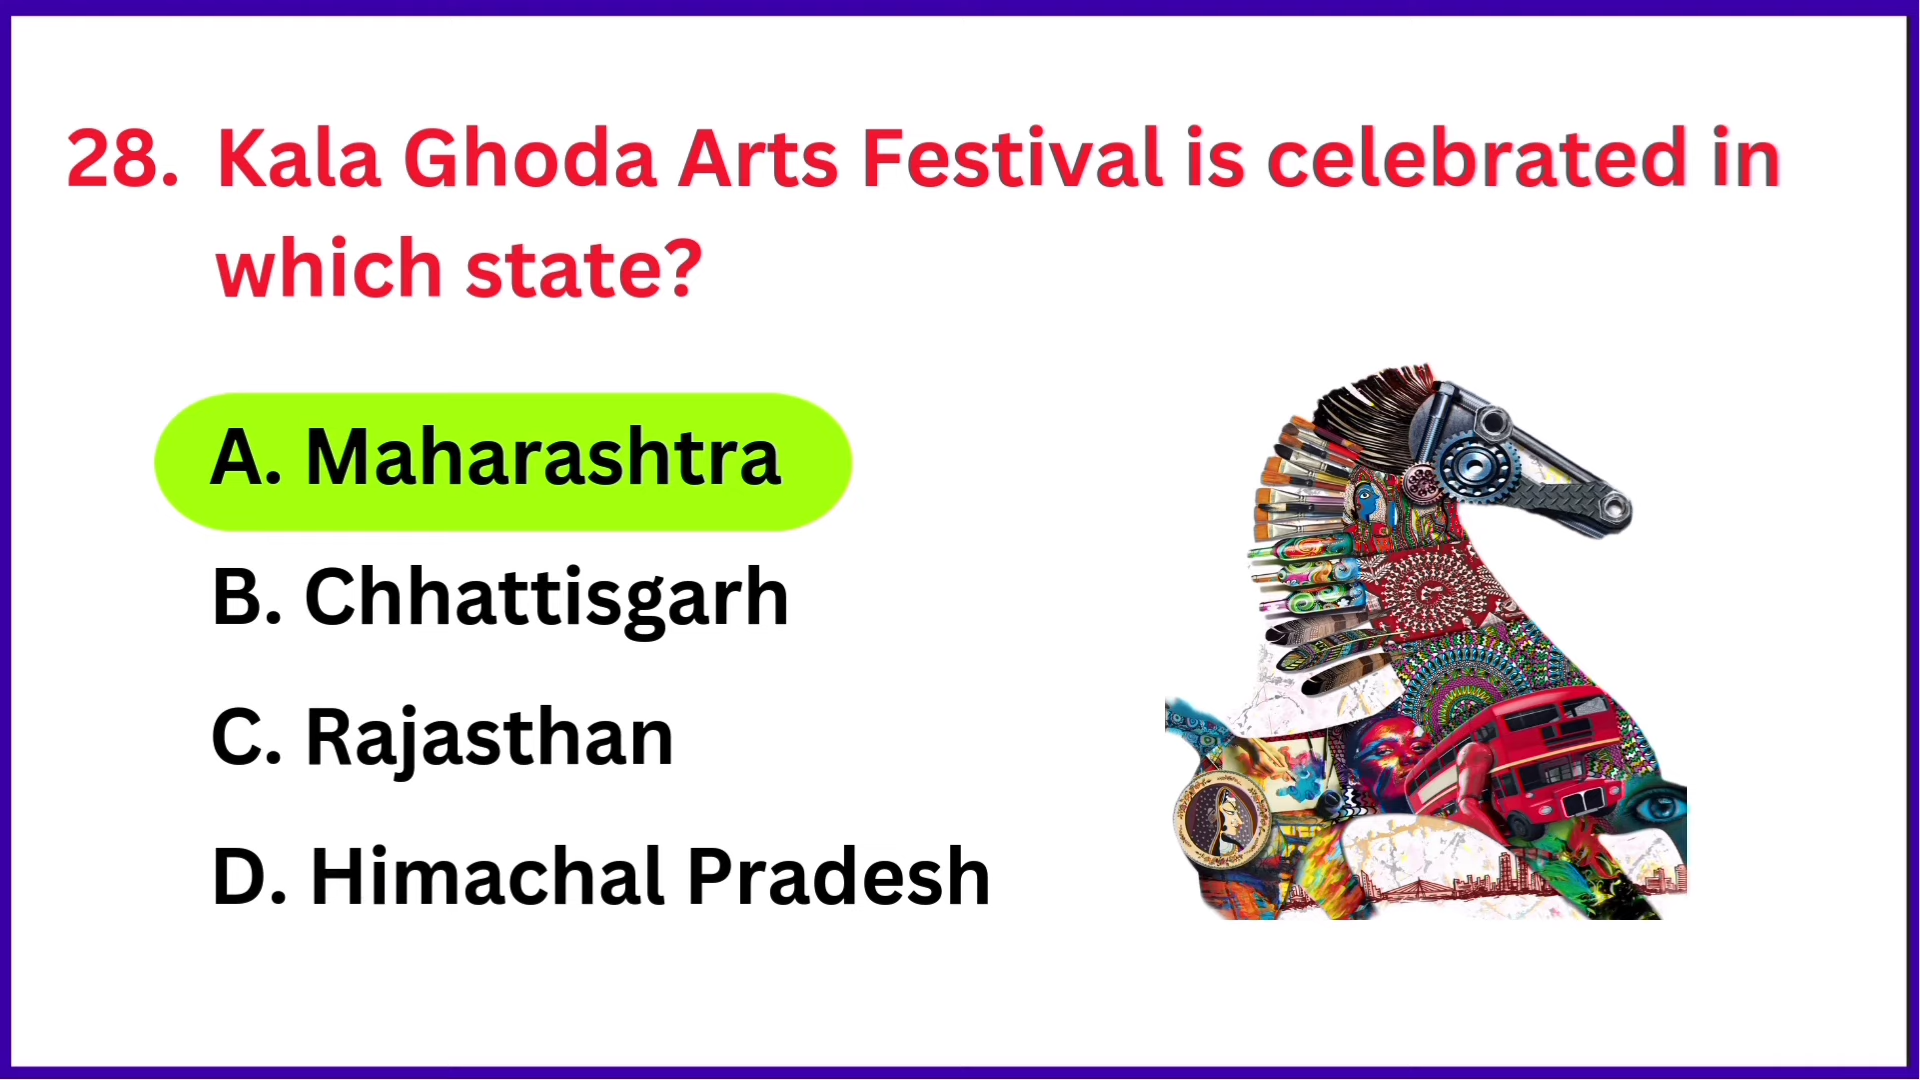 28. Kala Ghoda Arts Festival is celebrated in
which state?
A. Maharashtra
B. Chhattisgarh
C. Rajasthan
D. Himachal Pradesh